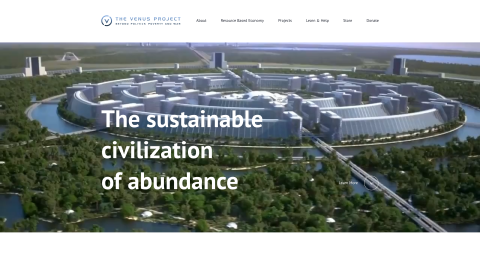 THE VENUS PROJECT
BEYOND POLITICS, POVERTY AND WAR
About
Resource Based Economy
Projects
Learn & Help
Store
Donate
The sustainable
civilization
of abundance
Learn More